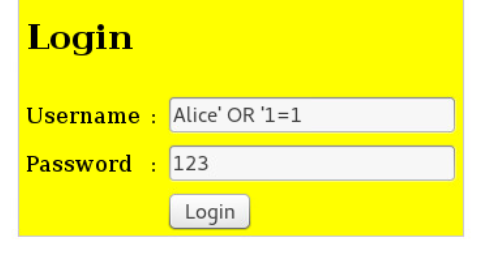 Login
Username : Alice' OR '1=1
Password : 123
Login